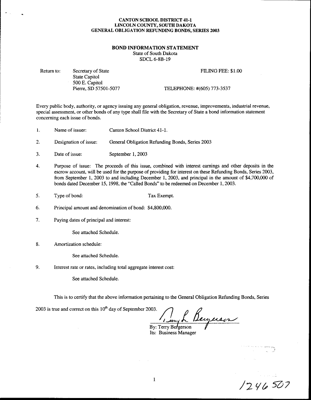 CANTON SCHOOL DISTRICT 41-1
LINCOLN COUNTY, SOUTH DAKOTA
GENERAL OBLIGATION REFUNDING BONDS, SERIES 2003
BOND INFORMATION STATEMENT
State of South Dakota
SDCL 6-8B-19
Return to: Secretary of State FILING FEE: $1.00
State Capitol
500 E. Capitol
Pierre, SD 57501-5077 TELEPHONE: #(605) 773-3537
Every public body, authority, or agency issuing any general obligation, revenue, improvements, industrial revenue,
special assessment, or other bonds of any type shall file with the Secretary of State a bond information statement
concerning each issue of bonds.
1. Name of issuer: Canton School District 41-1.
2. Designation of issue: General Obligation Refunding Bonds, Series 2003
3. Date of issue: September 1, 2003
4. Purpose of issue: The proceeds of this issue, combined with interest earnings and other deposits in the
escrow account, will be used for the purpose of providing for interest on these Refunding Bonds, Series 2003,
from September 1, 2003 to and including December 1, 2003, and principal in the amount of $4,700,000 of
bonds dated December 15, 1998, the "Called Bonds" to be redeemed on December 1, 2003.
5. Type of bond: Tax Exempt.
6. Principal amount and denomination of bond: $4,800,000.
7. Paying dates of principal and interest:
See attached Schedule.
8. Amortization schedule:
See attached Schedule.
9. Interest rate or rates, including total aggregate interest cost:
See attached Schedule.
This is to certify that the above information pertaining to the General Obligation Refunding Bonds, Series
2003 is true and correct on this 10th day of September 2003.
By: Terry Bergerson
Its: Business Manager
1
1246507